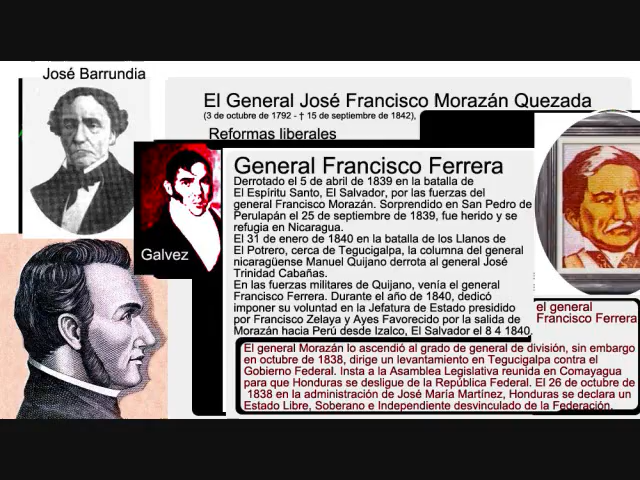 José Barrundia
El General José Francisco Morazán Quezada
(3 de octubre de 1792 - † 15 de septiembre de 1842),
Reformas liberales
Galvez
General Francisco Ferrera
Derrotado el 5 de abril de 1839 en la batalla de
El Espíritu Santo, El Salvador, por las fuerzas del
general Francisco Morazán. Sorprendido en San Pedro de
Perulapán el 25 de septiembre de 1839, fue herido y se
refugia en Nicaragua.
El 31 de enero de 1840 en la batalla de los Llanos de
El Potrero, cerca de Tegucigalpa, la columna del general
nicaragüense Manuel Quijano derrota al general José
Trinidad Cabañas.
En las fuerzas militares de Quijano, venía el general
Francisco Ferrera. Durante el año de 1840, dedicó
imponer su voluntad en la Jefatura de Estado presidido
por Francisco Zelaya y Ayes Favorecido por la salida de
Morazán hacia Perú desde Izalco, El Salvador el 8 4 1840,
el general
Francisco Ferrera
El general Morazán lo ascendió al grado de general de división, sin embargo
en octubre de 1838, dirige un levantamiento en Tegucigalpa contra el
Gobierno Federal. Insta a la Asamblea Legislativa reunida en Comayagua
para que Honduras se desligue de la República Federal. El 26 de octubre de
1838 en la administración de José María Martínez, Honduras se declara un
Estado Libre, Soberano e Independiente desvinculado de la Federación.